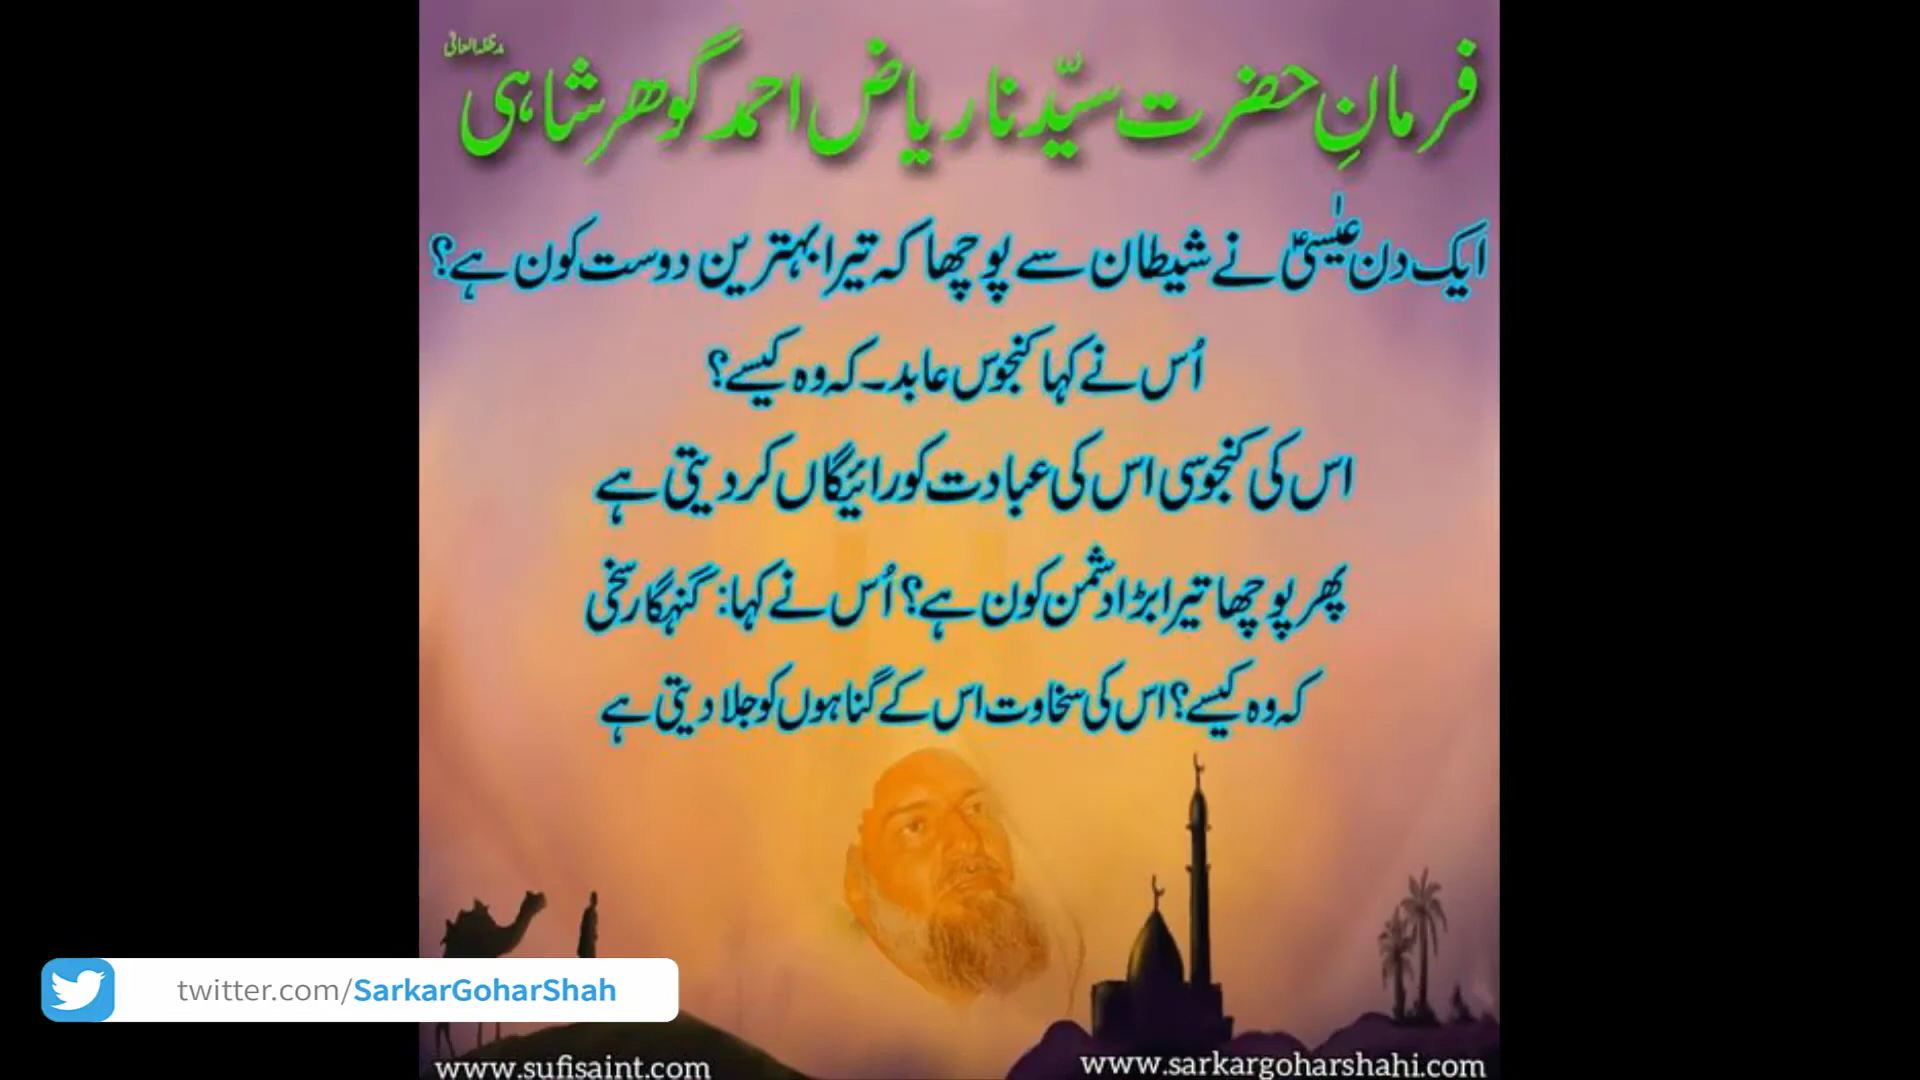 مدظلہ العالی
فرمانِ حضرت سیّدنا ریاض احمد گوھر شاہی
ایک دن عیسیٰؑ نے شیطان سے پوچھا کہ تیرا بہترین دوست کون ہے؟
اُس نے کہا کنجوس عابد۔ کہ وہ کیسے؟
اس کی کنجوسی اس کی عبادت کو رائیگاں کر دیتی ہے
پھر پوچھا تیرا بڑا دشمن کون ہے؟ اُس نے کہا: گنہگار سخی
کہ وہ کیسے؟ اس کی سخاوت اس کے گناہوں کو جلا دیتی ہے
twitter.com/SarkarGoharShah
www.sufisaint.com
www.sarkargoharshahi.com